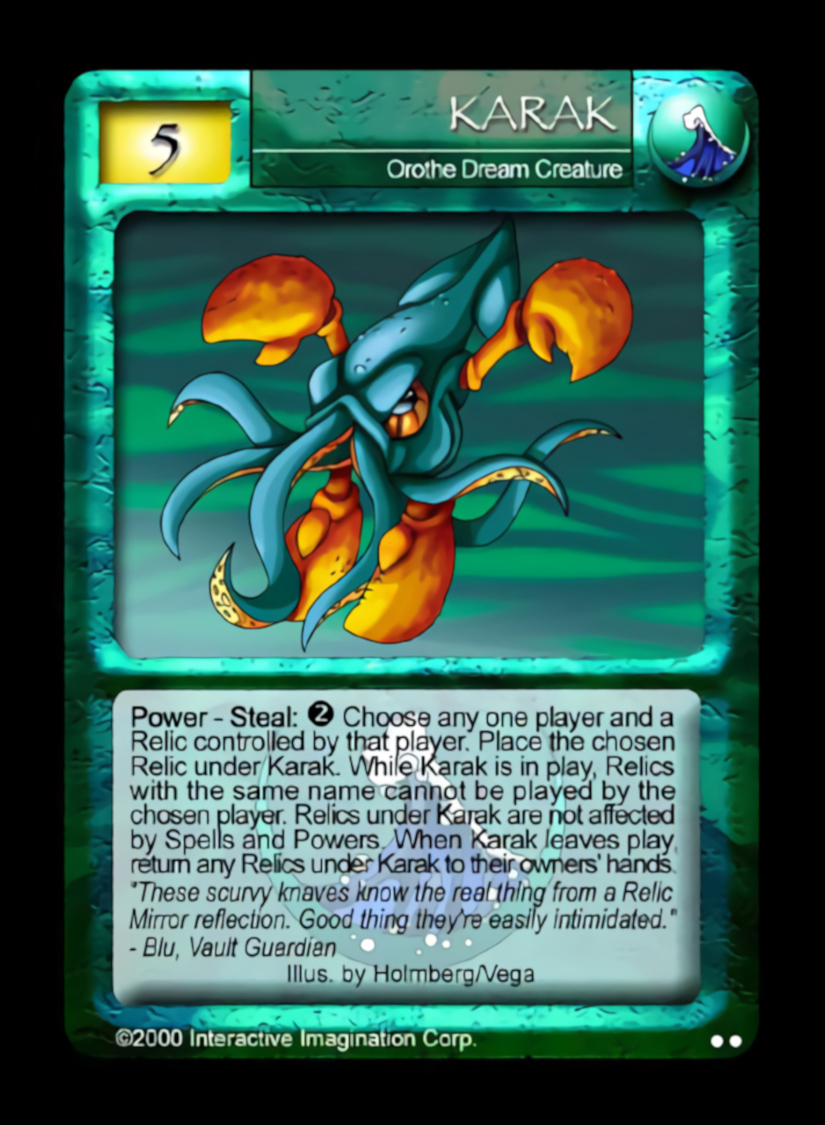 5
KARAK
Orothe Dream Creature
Power - Steal: ❷ Choose any one player and a
Relic controlled by that player. Place the chosen
Relic under Karak. While Karak is in play, Relics
with the same name cannot be played by the
chosen player. Relics under Karak are not affected
by Spells and Powers. When Karak leaves play,
return any Relics under Karak to their owners' hands.
"These scurvy knaves know the real thing from a Relic
Mirror reflection. Good thing they're easily intimidated."
- Blu, Vault Guardian
Illus. by Holmberg/Vega
©2000 Interactive Imagination Corp.